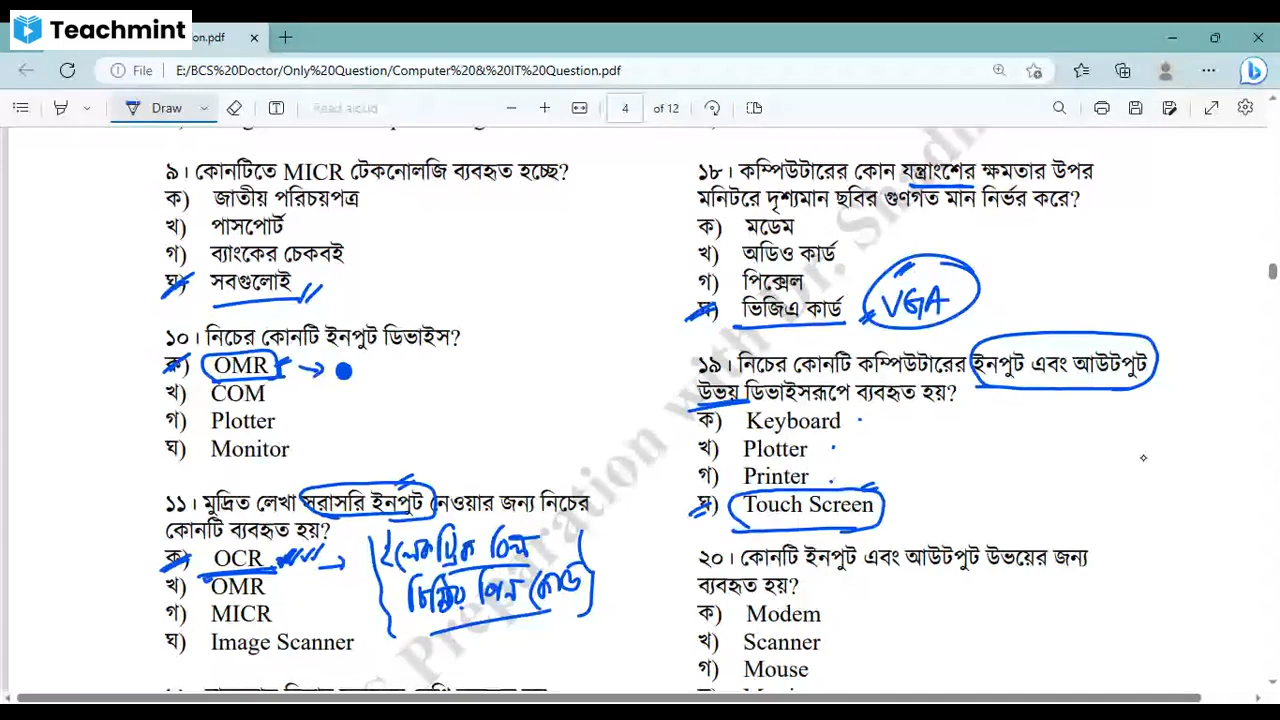 Teachmint
.pdf
File
E:/BCS%20Doctor/Only%20Question/Computer%20&%20IT%20Question.pdf
Draw
Read aloud
4 of 12
৯। কোনটিতে MICR টেকনোলজি ব্যবহৃত হচ্ছে?
ক) জাতীয় পরিচয়পত্র
খ) পাসপোর্ট
গ) ব্যাংকের চেকবই
ঘ) সবগুলোই
১০। নিচের কোনটি ইনপুট ডিভাইস?
ক) OMR
খ) COM
গ) Plotter
ঘ) Monitor
১১। মুদ্রিত লেখা সরাসরি ইনপুট নেওয়ার জন্য নিচের
কোনটি ব্যবহৃত হয়?
ক) OCR
খ) OMR
গ) MICR
ঘ) Image Scanner
১৮। কম্পিউটারের কোন যন্ত্রাংশের ক্ষমতার উপর
মনিটরে দৃশ্যমান ছবির গুণগত মান নির্ভর করে?
ক) মডেম
খ) অডিও কার্ড
গ) পিক্সেল
ঘ) ভিজিএ কার্ড
VGA
১৯। নিচের কোনটি কম্পিউটারের ইনপুট এবং আউটপুট
উভয় ডিভাইসরূপে ব্যবহৃত হয়?
ক) Keyboard
খ) Plotter
গ) Printer
ঘ) Touch Screen
২০। কোনটি ইনপুট এবং আউটপুট উভয়ের জন্য
ব্যবহৃত হয়?
ক) Modem
খ) Scanner
গ) Mouse
Preparation with Dr.